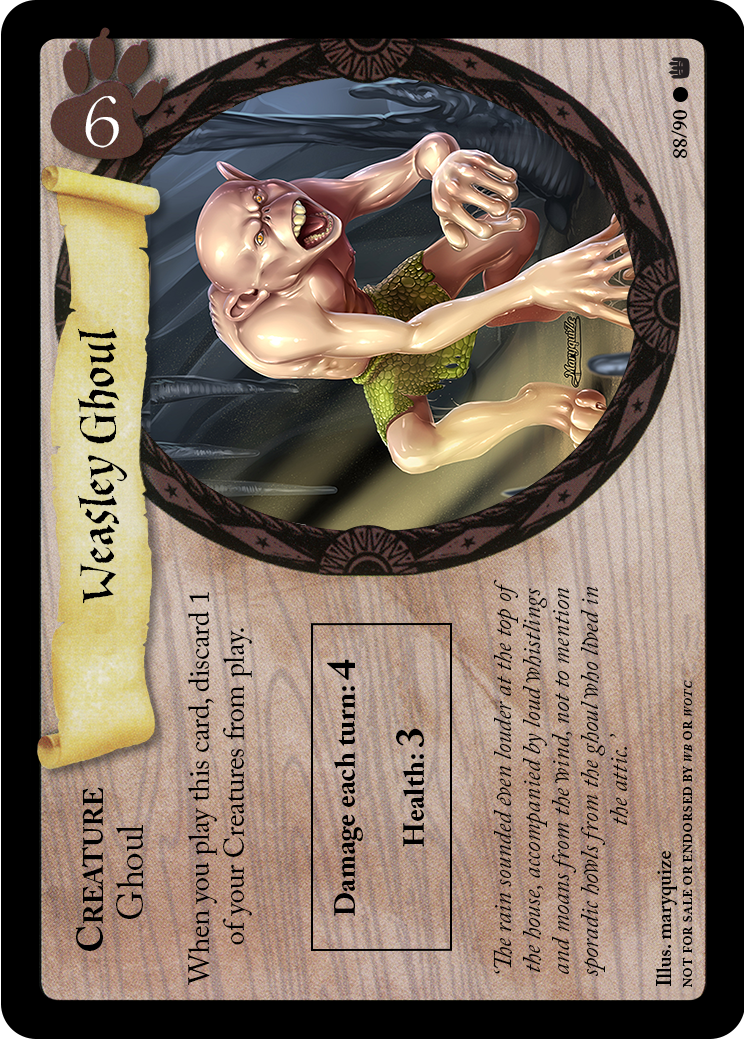 6
Weasley Ghoul
CREATURE
Ghoul
When you play this card, discard 1
of your Creatures from play.
Damage each turn: 4
Health: 3
‘The rain sounded even louder at the top of
the house, accompanied by loud whistlings
and moans from the wind, not to mention
sporadic howls from the ghoul who lived in
the attic.’
Illus. maryquize
NOT FOR SALE OR ENDORSED BY WB OR WOTC
88/90
Maryquize